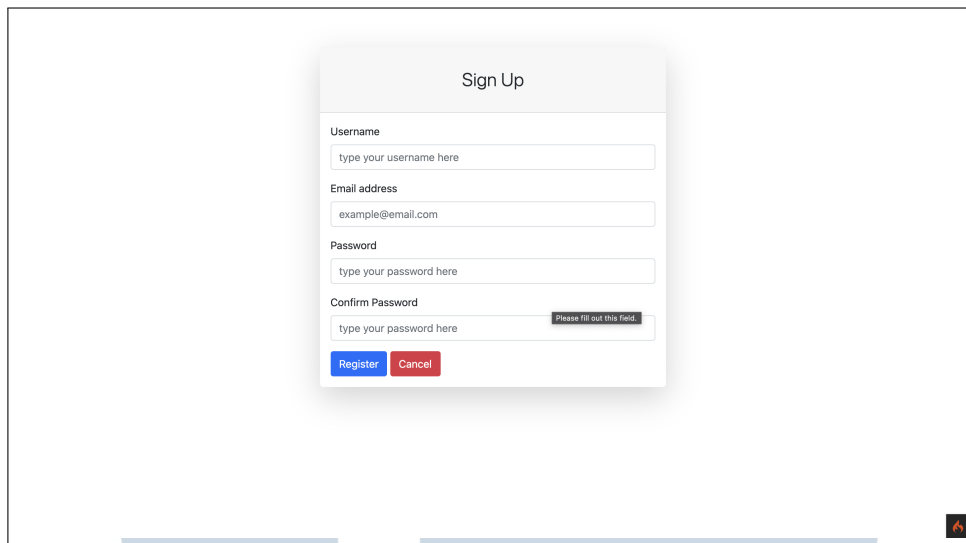 Sign Up
Username
type your username here
Email address
example@email.com
Password
type your password here
Confirm Password
Please fill out this field.
type your password here
Register Cancel